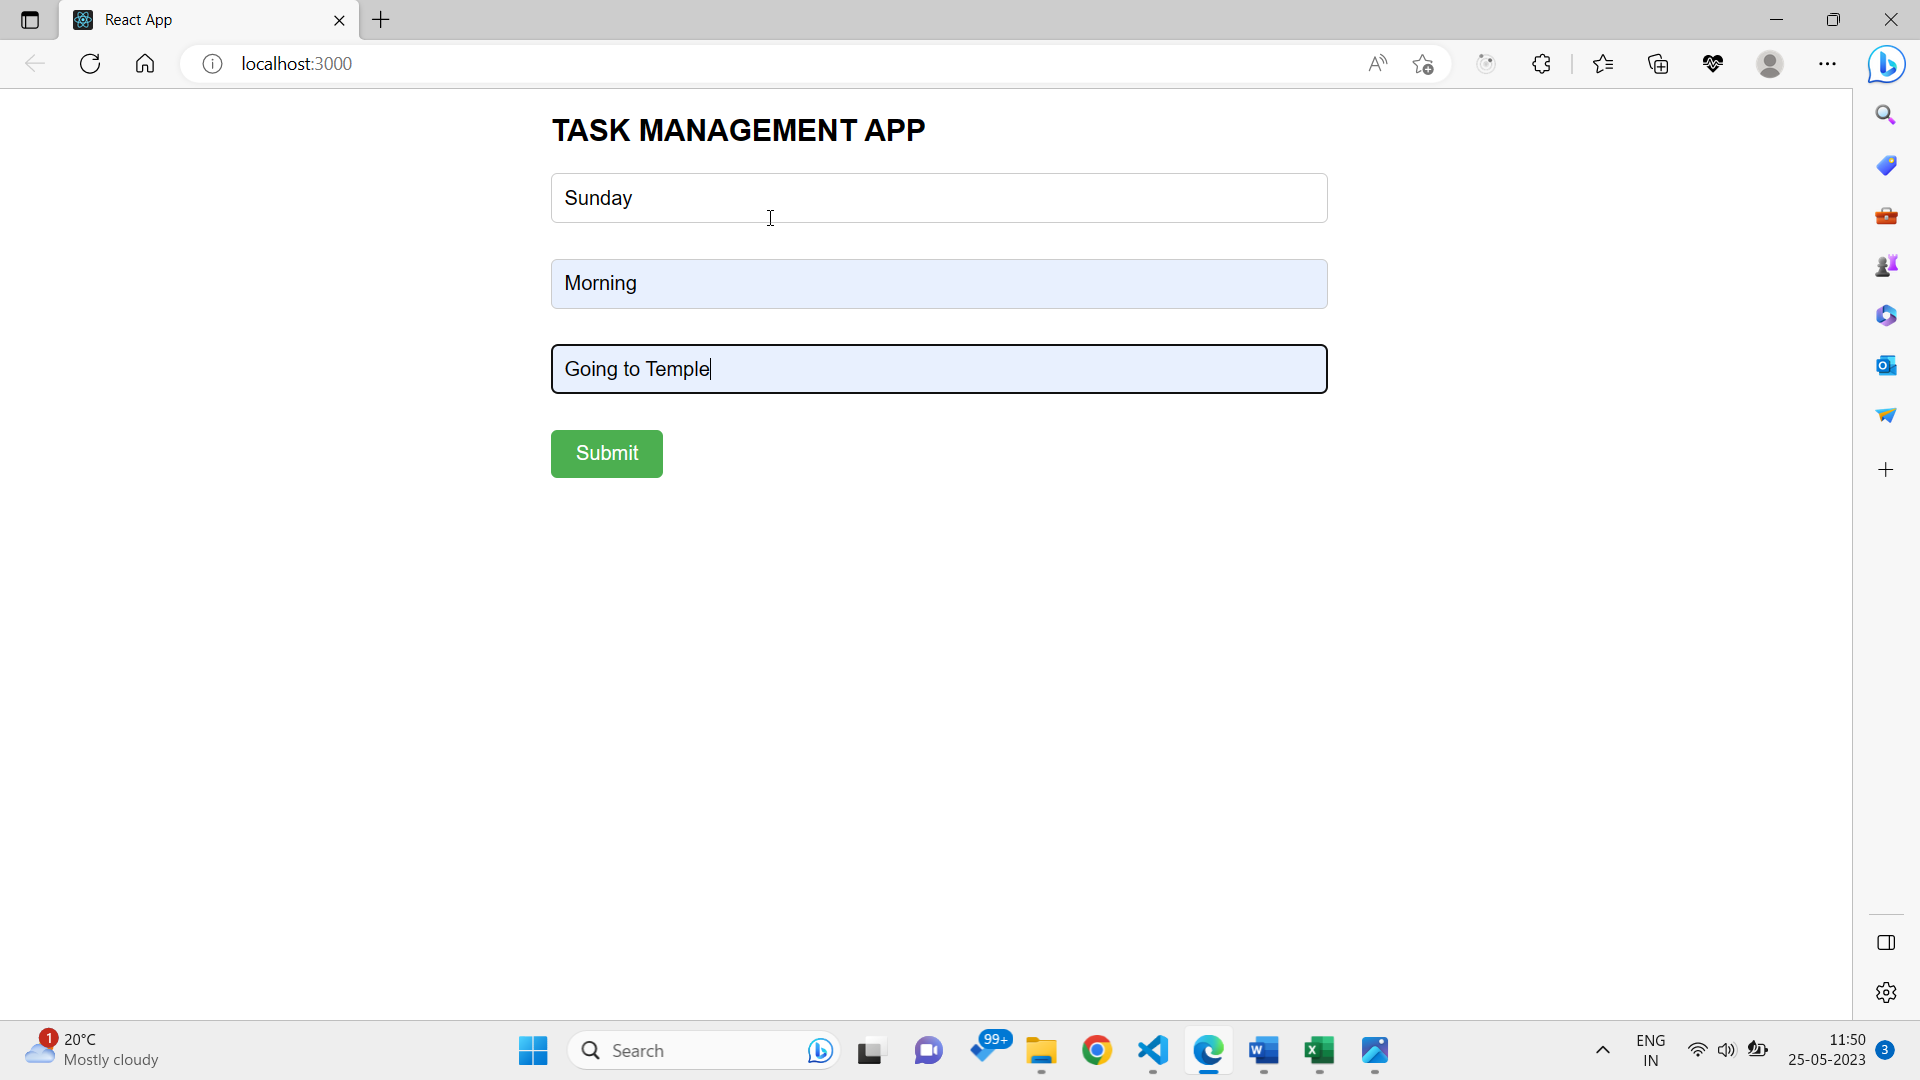 React App
localhost:3000
TASK MANAGEMENT APP
Sunday
Morning
Going to Temple
Submit
1
20°C
Mostly cloudy
Search
99+
ENG
IN
11:50
25-05-2023
3